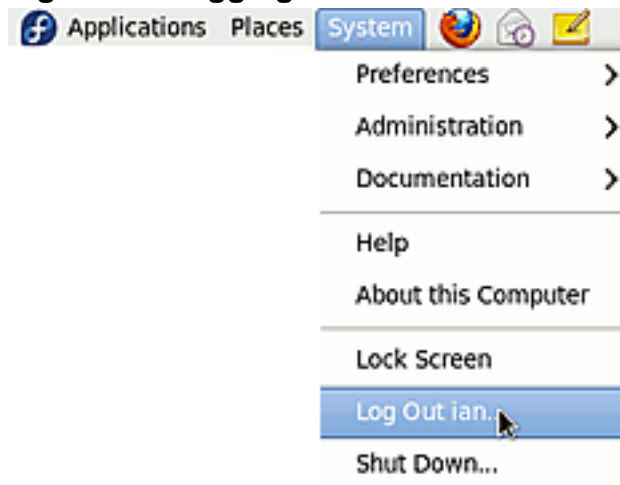 Applications Places System
Preferences
Administration
Documentation
Help
About this Computer
Lock Screen
Log Out ian...
Shut Down...